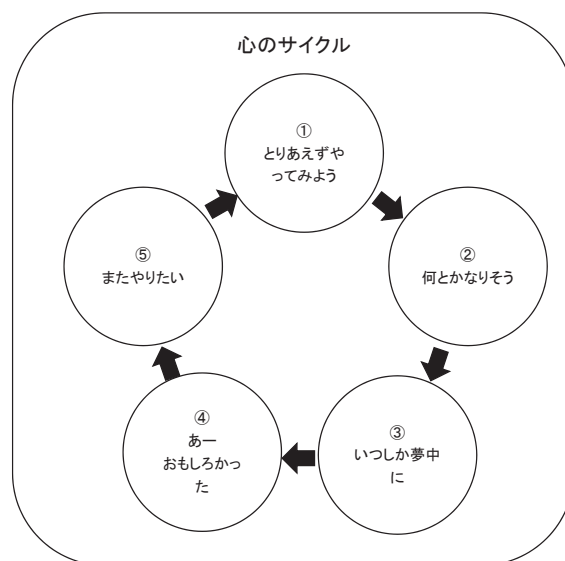 心のサイクル
①
とりあえずや
ってみよう
②
何とかなりそう
③
いつしか夢中
に
④
あー
おもしろかっ
た
⑤
またやりたい